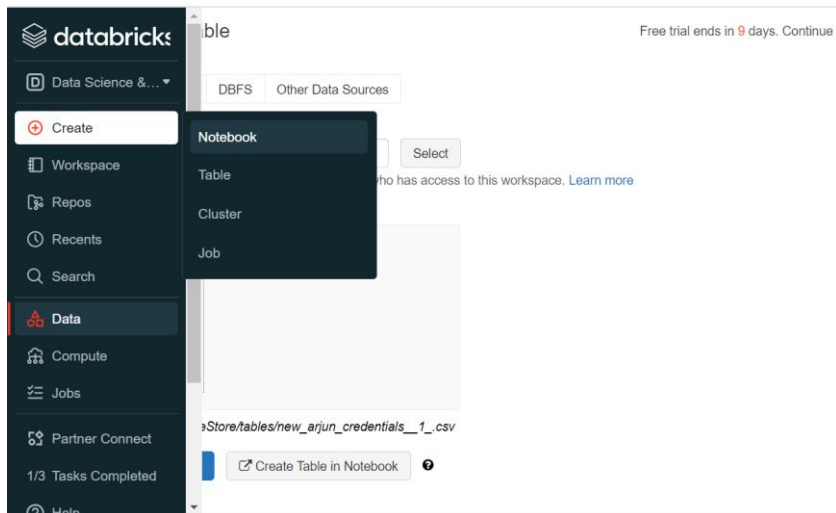 databricks
ble
Free trial ends in 9 days. Continue
D Data Science &...
DBFS Other Data Sources
Create
Notebook
Select
Workspace
Table
who has access to this workspace. Learn more
Repos
Cluster
Recents
Job
Search
Data
Compute
Jobs
eStore/tables/new_arjun_credentials__1_.csv
Partner Connect
Create Table in Notebook ?
1/3 Tasks Completed
Help